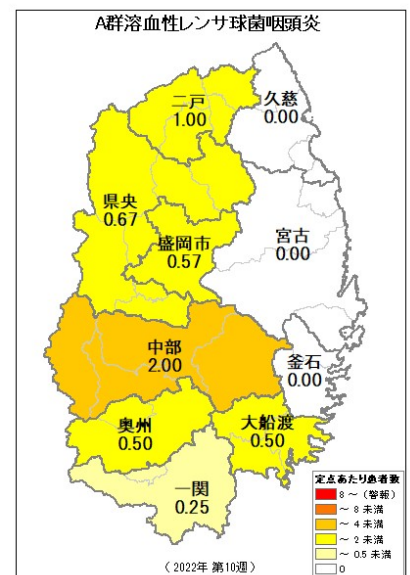 A群溶血性レンサ球菌咽頭炎
二戸
1.00
久慈
0.00
県央
0.67
盛岡市
0.57
宮古
0.00
中部
2.00
釜石
0.00
奥州
0.50
大船渡
0.50
一関
0.25
定点あたり患者数
8～（警報）
～8未満
～4未満
～2未満
～0.5未満
0
（2022年 第10週）